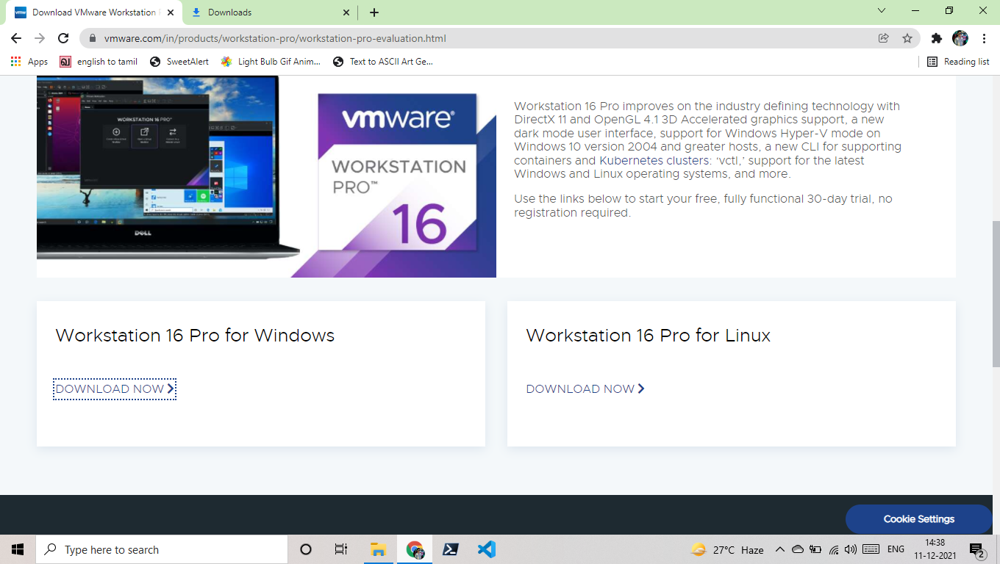 Download VMware Workstation
Downloads
vmware.com/in/products/workstation-pro/workstation-pro-evaluation.html
Apps
english to tamil
SweetAlert
Light Bulb Gif Anim...
Text to ASCII Art Ge...
Reading list
WORKSTATION 16 PRO™
DELL
vmware®
WORKSTATION
PRO™
16
Workstation 16 Pro improves on the industry defining technology with
DirectX 11 and OpenGL 4.1 3D Accelerated graphics support, a new
dark mode user interface, support for Windows Hyper-V mode on
Windows 10 version 2004 and greater hosts, a new CLI for supporting
containers and Kubernetes clusters: ‘vctl,’ support for the latest
Windows and Linux operating systems, and more.
Use the links below to start your free, fully functional 30-day trial, no
registration required.
Workstation 16 Pro for Windows
DOWNLOAD NOW
Workstation 16 Pro for Linux
DOWNLOAD NOW
Cookie Settings
Type here to search
27°C Haze
ENG
14:38
11-12-2021
2